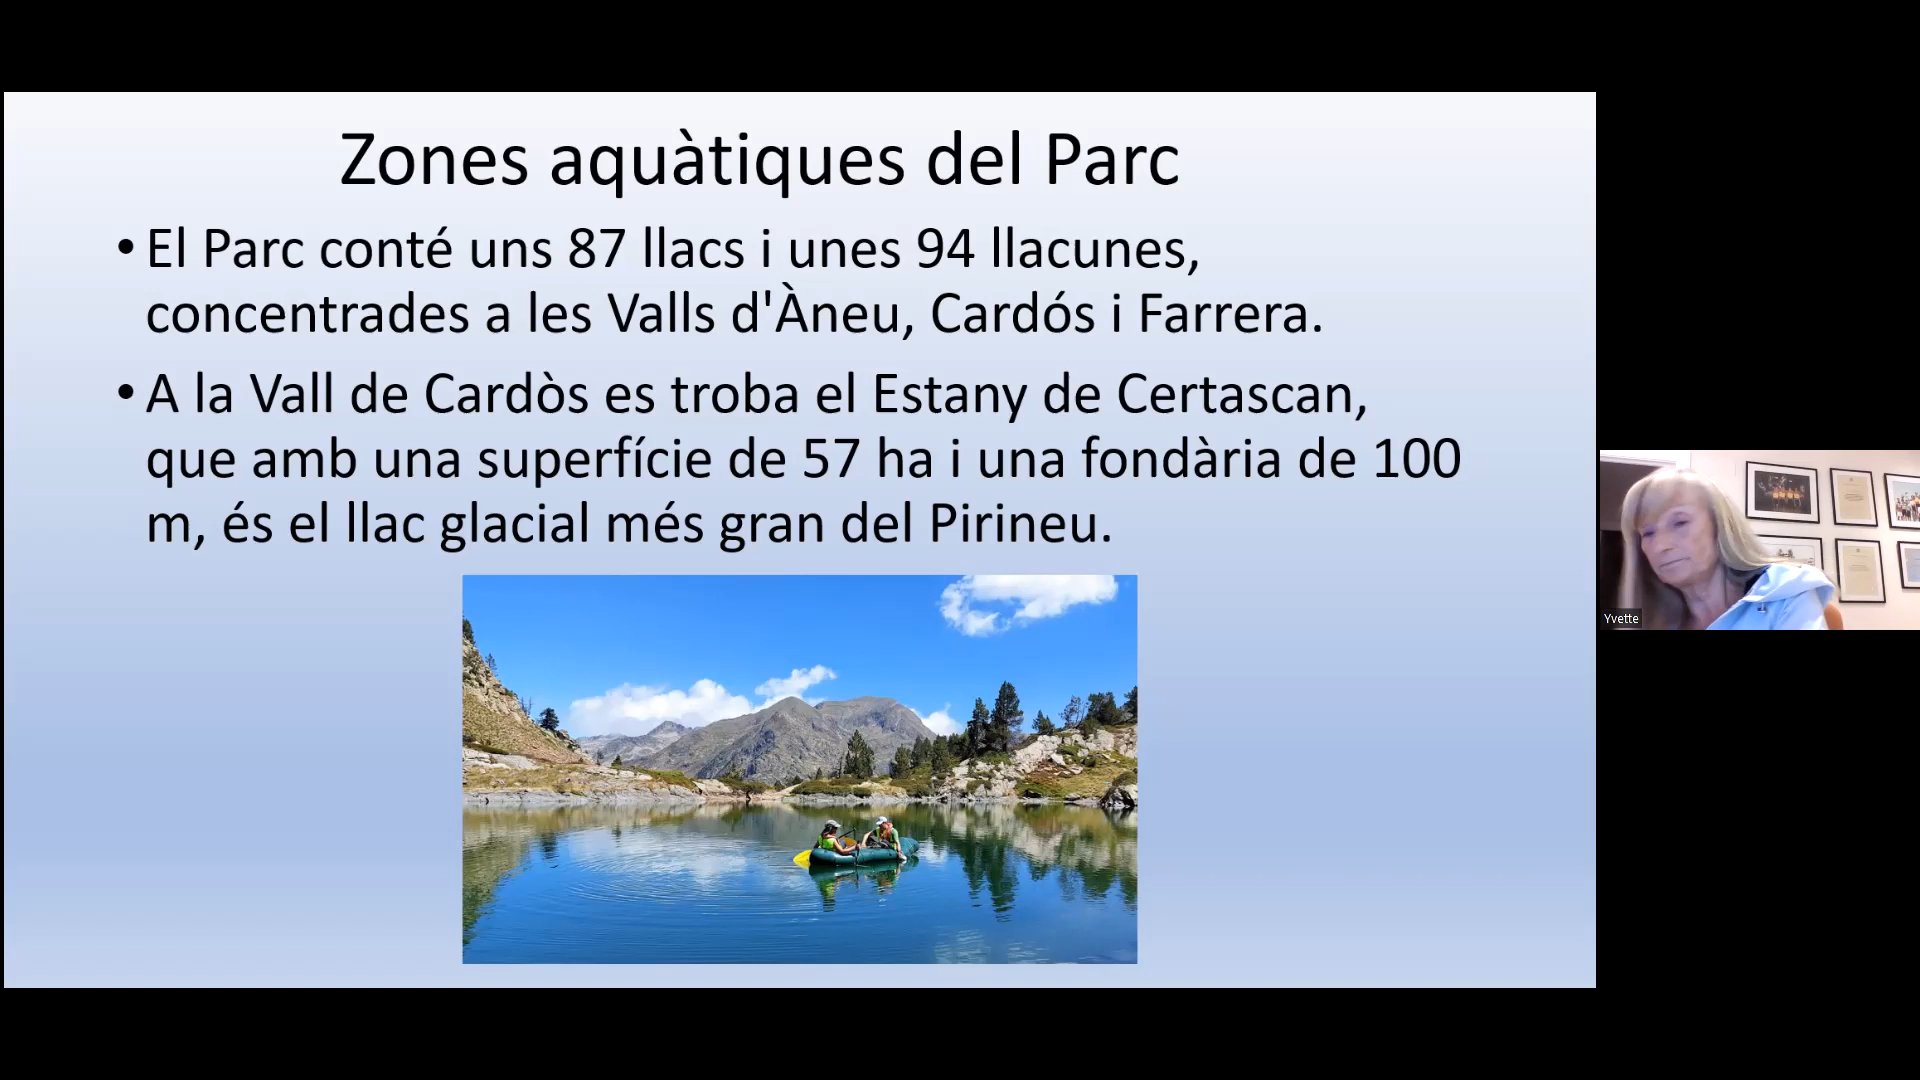 Zones aquàtiques del Parc
• El Parc conté uns 87 llacs i unes 94 llacunes,
concentrades a les Valls d'Àneu, Cardós i Farrera.
• A la Vall de Cardòs es troba el Estany de Certascan,
que amb una superfície de 57 ha i una fondària de 100
m, és el llac glacial més gran del Pirineu.
Yvette